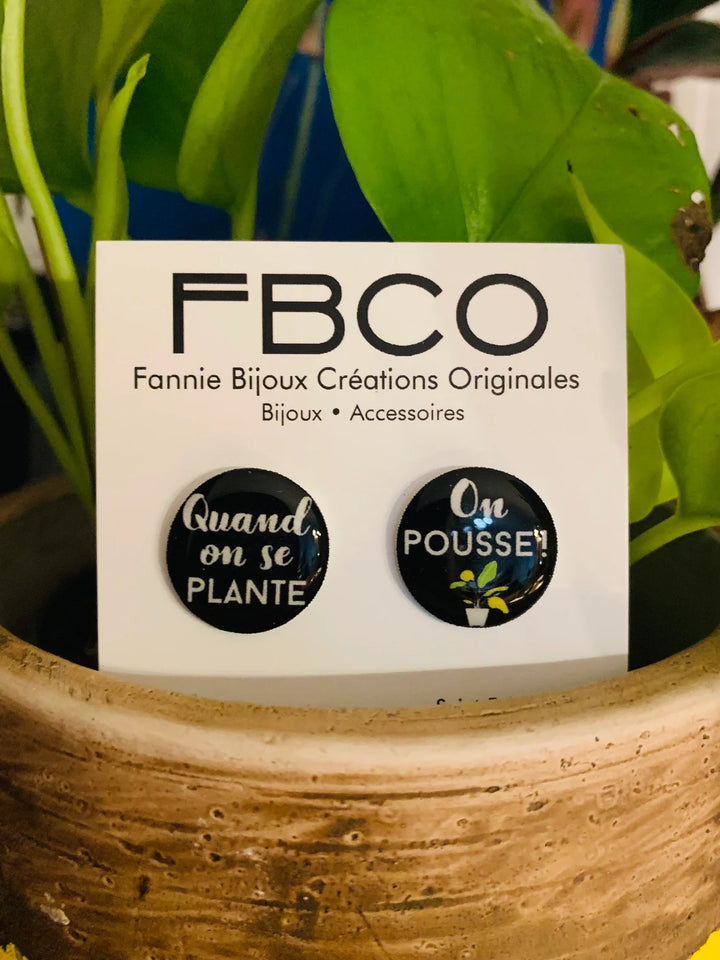 FBCO
Fannie Bijoux Créations Originales
Bijoux • Accessoires
Quand
on se
PLANTE
On
POUSSE!